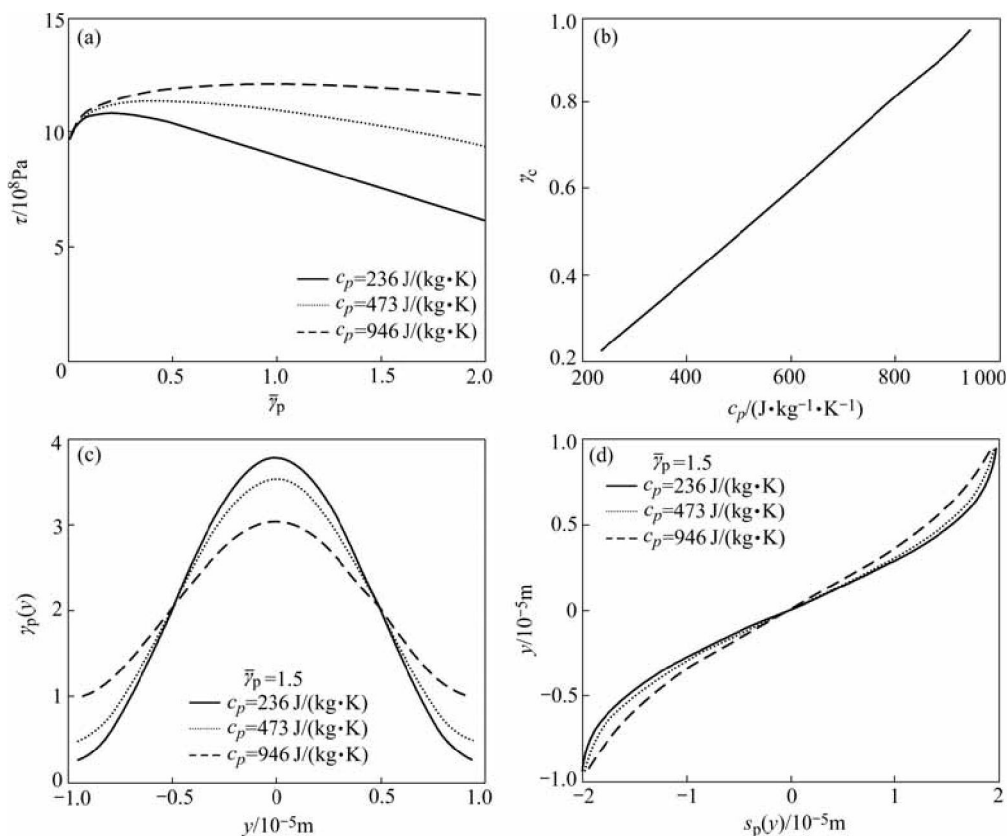 (a)
15
10
5
0
τ/10⁸Pa
c_p=236 J/(kg•K)
c_p=473 J/(kg•K)
c_p=946 J/(kg•K)
0 0.5 1.0 1.5 2.0
γ̄_p
(b)
1.0
0.8
0.6
0.4
0.2
γ_c
200 400 600 800 1 000
c_p/(J•kg⁻¹•K⁻¹)
(c)
4
3
2
1
0
γ_p(y)
γ̄_p=1.5
c_p=236 J/(kg•K)
c_p=473 J/(kg•K)
c_p=946 J/(kg•K)
−1.0 −0.5 0 0.5 1.0
y/10⁻⁵m
(d)
1.0
0.5
0
−0.5
−1.0
y/10⁻⁵m
γ̄_p=1.5
c_p=236 J/(kg•K)
c_p=473 J/(kg•K)
c_p=946 J/(kg•K)
−2 −1 0 1 2
s_p(y)/10⁻⁵m